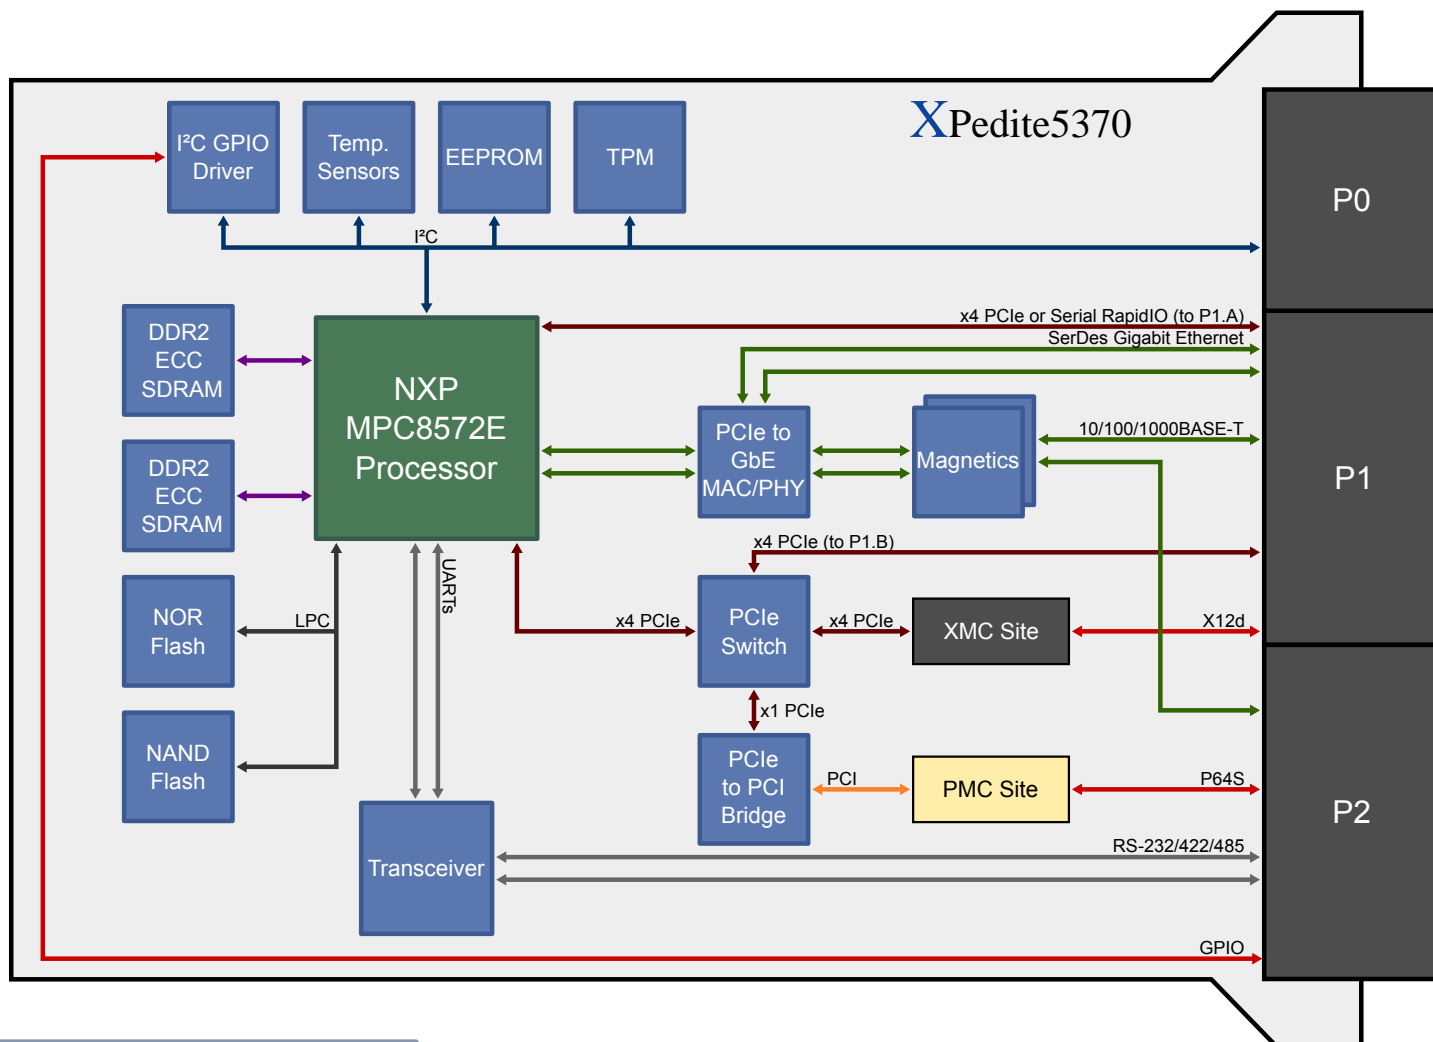 XPedite5370
I²C GPIO
Driver
Temp.
Sensors
EEPROM
TPM
P0
I²C
DDR2
ECC
SDRAM
NXP
MPC8572E
Processor
x4 PCIe or Serial RapidIO (to P1.A)
SerDes Gigabit Ethernet
PCIe to
GbE
MAC/PHY
Magnetics
10/100/1000BASE-T
P1
DDR2
ECC
SDRAM
x4 PCIe (to P1.B)
UARTs
NOR
Flash
LPC
x4 PCIe
PCIe
Switch
x4 PCIe
XMC Site
X12d
x1 PCIe
NAND
Flash
PCIe
to PCI
Bridge
PCI
PMC Site
P64S
P2
Transceiver
RS-232/422/485
GPIO